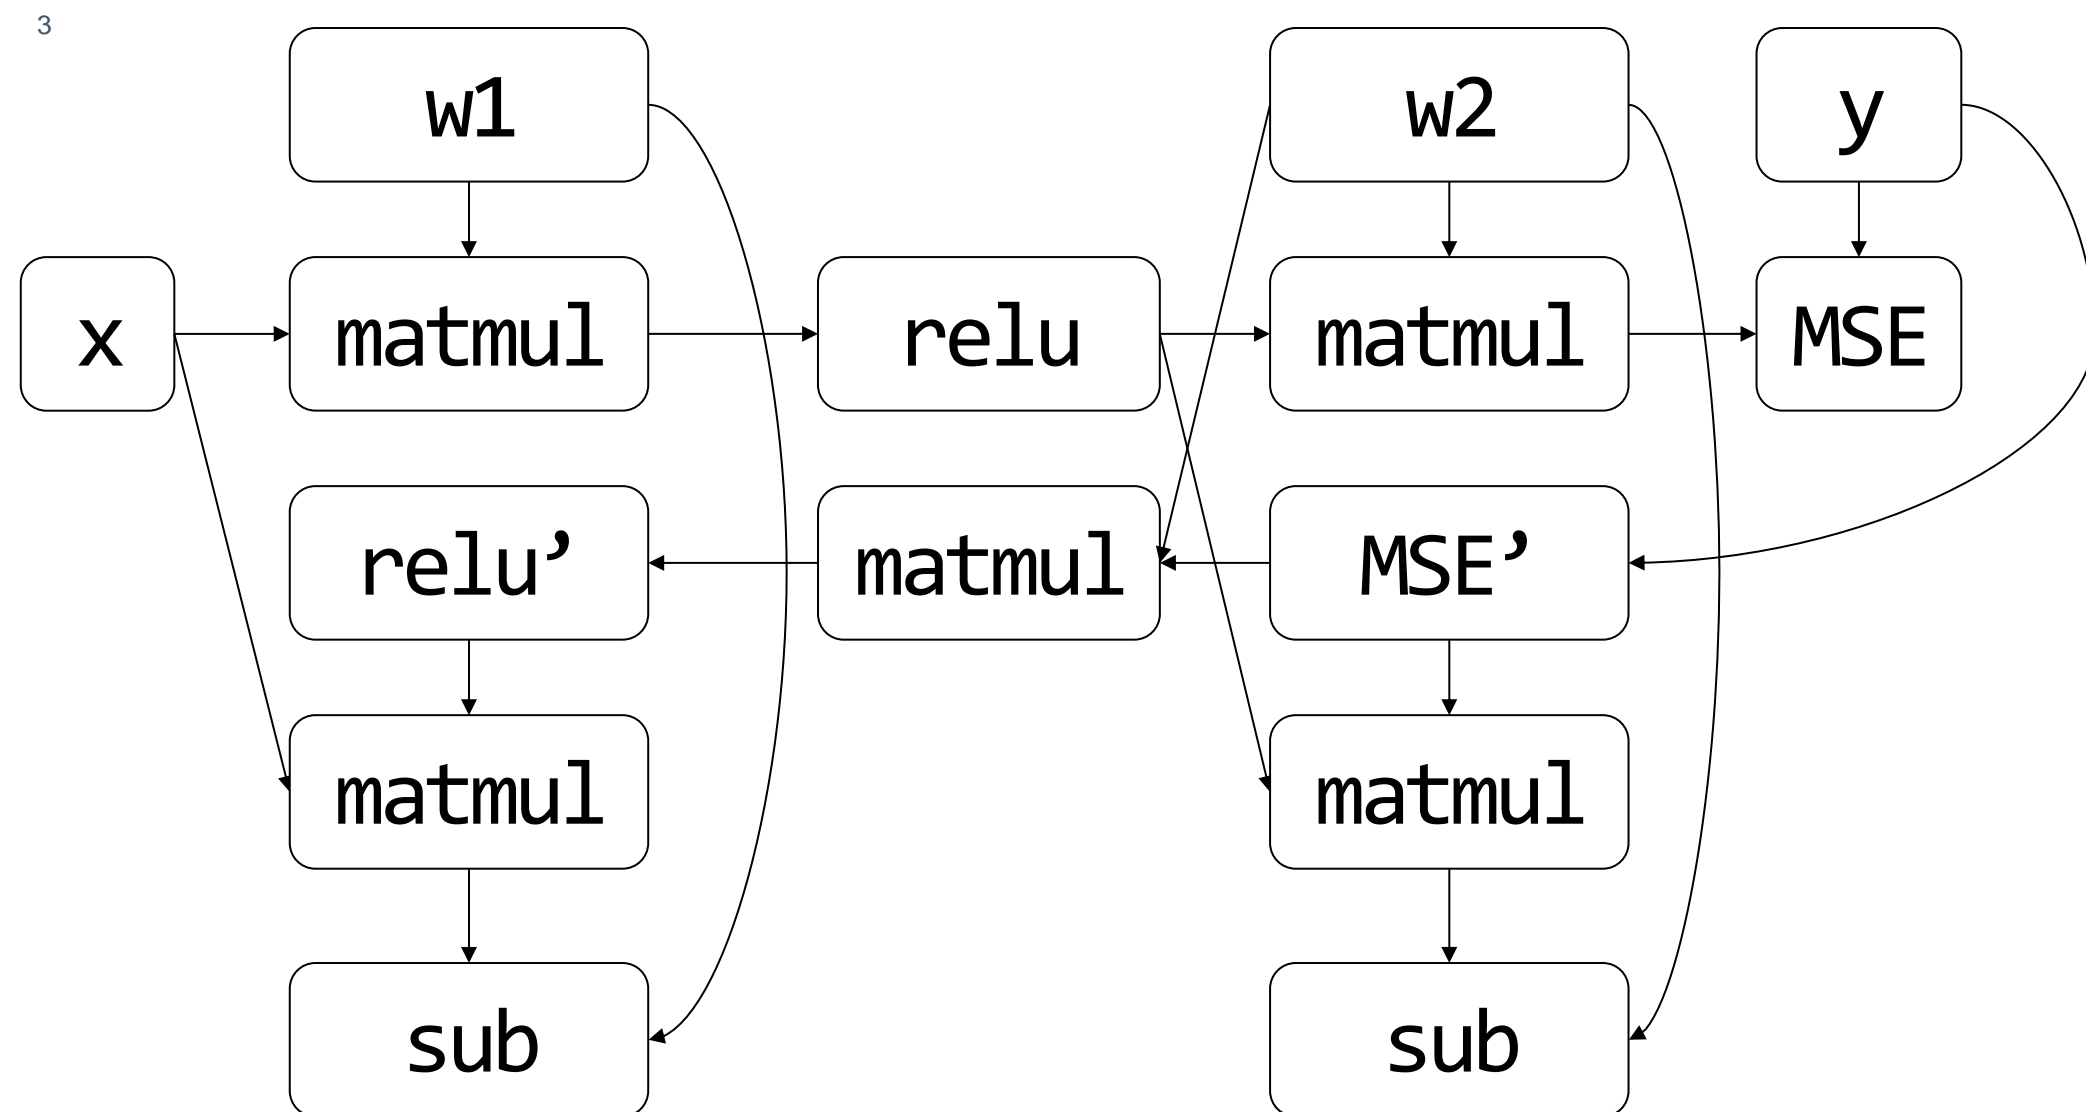 3
w1
w2
y
x
matmul
relu
matmul
MSE
relu’
matmul
MSE’
matmul
matmul
sub
sub